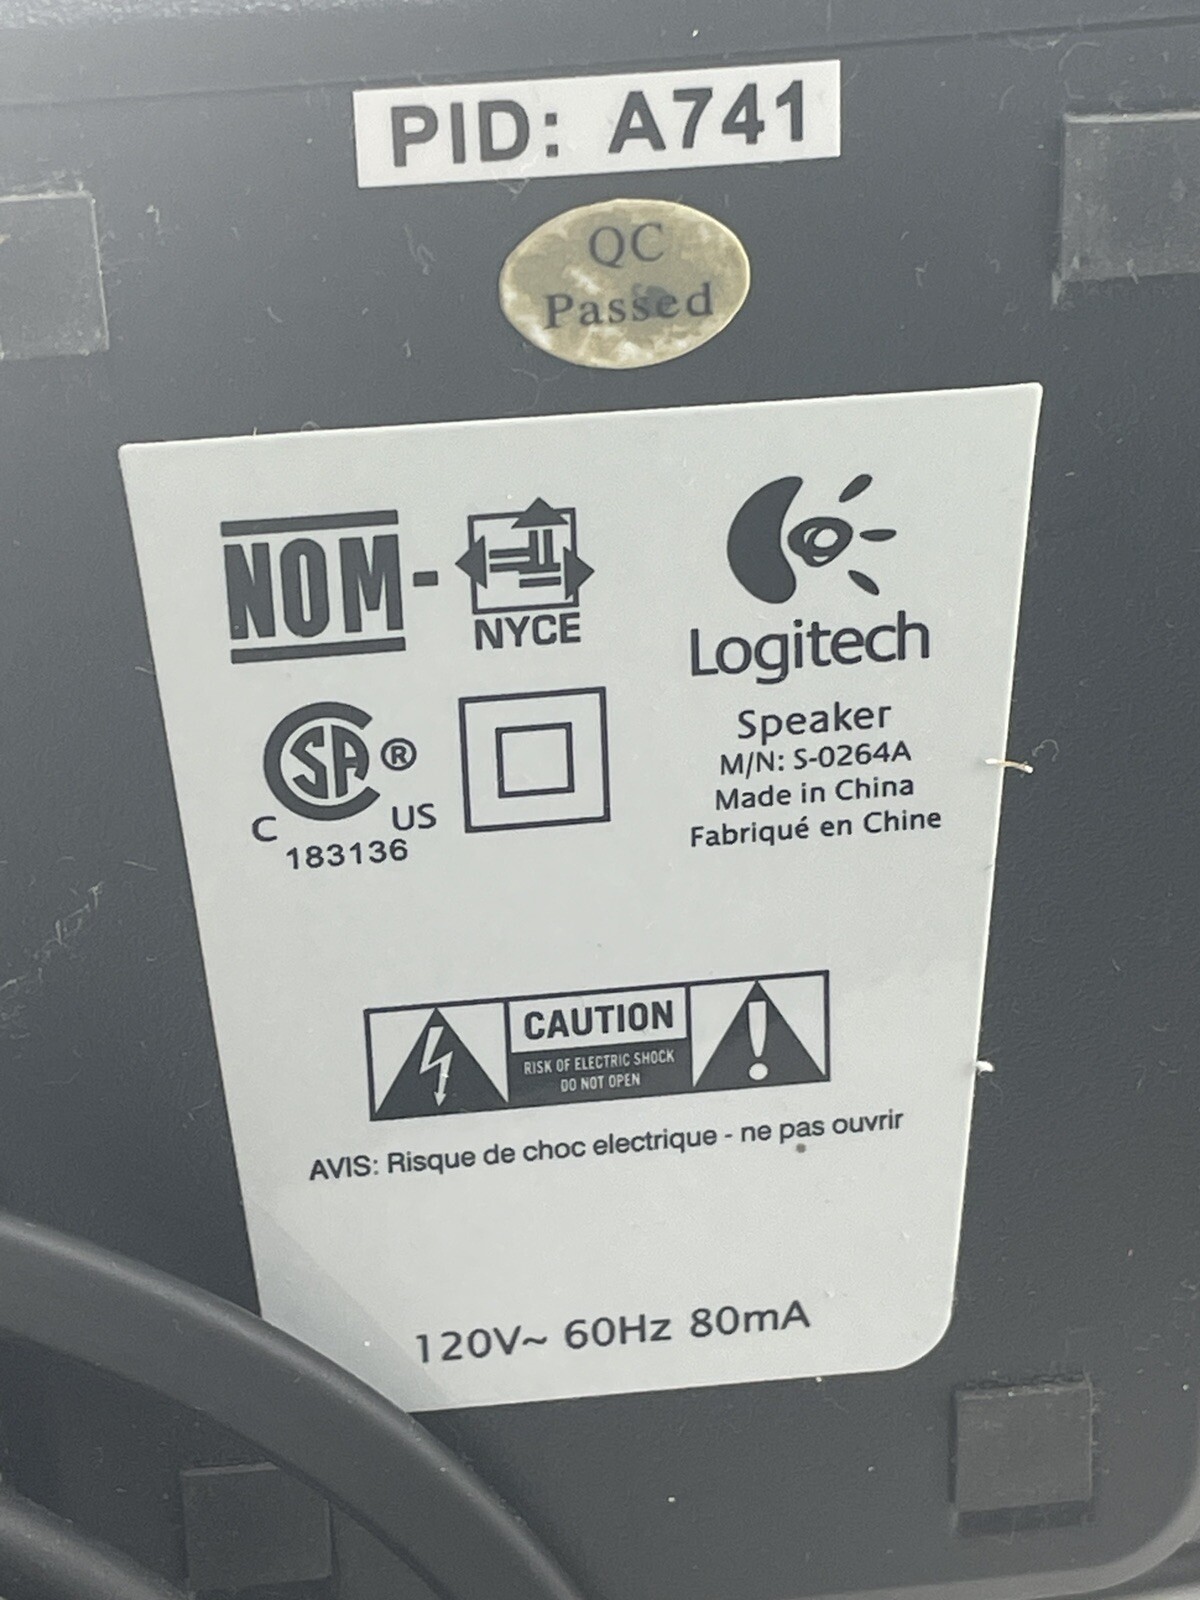 PID: A741
QC
Passed
NOM-
NYCE
Logitech
Speaker
M/N: S-0264A
Made in China
Fabriqué en Chine
SA®
C US
183136
CAUTION
RISK OF ELECTRIC SHOCK
DO NOT OPEN
AVIS: Risque de choc electrique - ne pas ouvrir
120V~ 60Hz 80mA